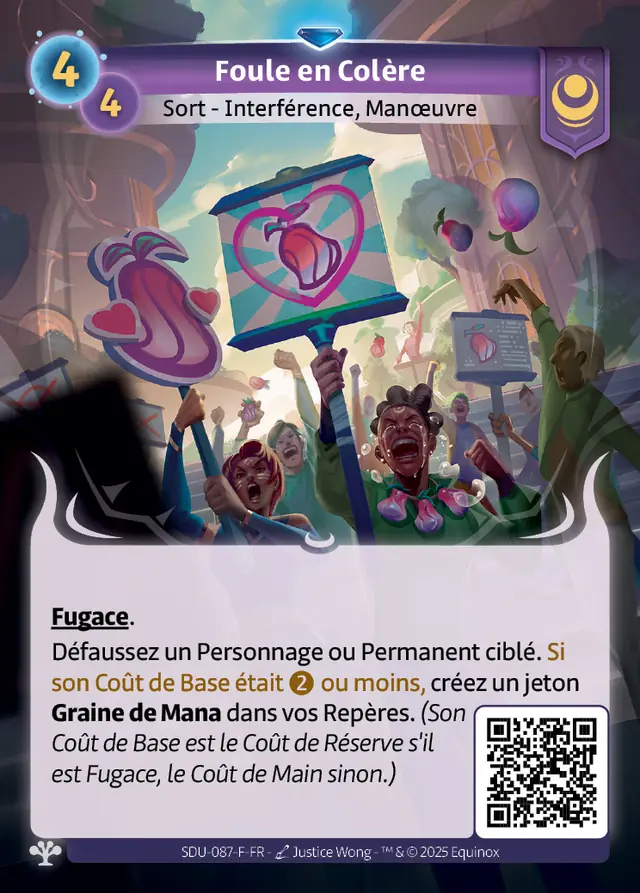 4
4
Foule en Colère
Sort - Interférence, Manœuvre
Fugace.
Défaussez un Personnage ou Permanent ciblé. Si
son Coût de Base était 2 ou moins, créez un jeton
Graine de Mana dans vos Repères. (Son
Coût de Base est le Coût de Réserve s'il
est Fugace, le Coût de Main sinon.)
SDU-087-F-FR - Justice Wong - ™ & © 2025 Equinox